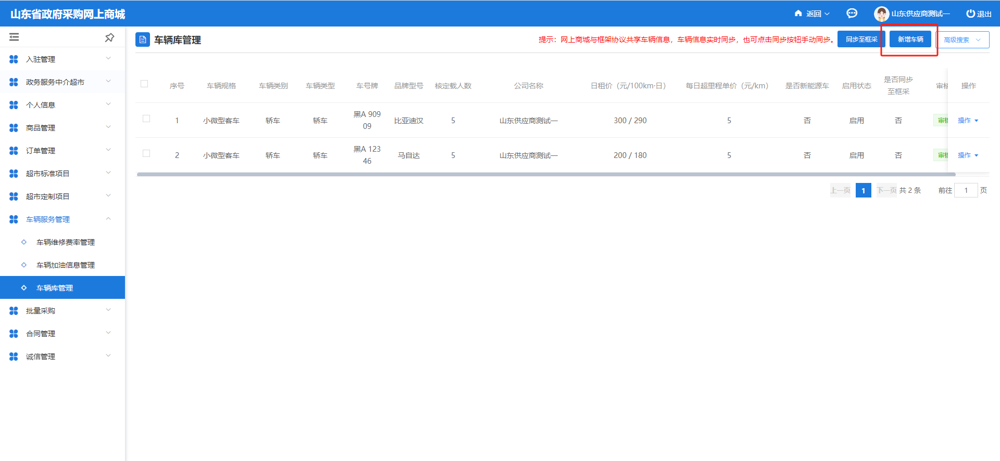 山东省政府采购网上商城
返回
山东供应商测试一
退出
车辆库管理
提示：网上商城与框架协议共享车辆信息，车辆信息实时同步，也可点击同步按钮手动同步。
同步至框采
新增车辆
高级搜索
入驻管理
政务服务中介超市
个人信息
商品管理
订单管理
超市标准项目
超市定制项目
车辆服务管理
车辆维修费率管理
车辆加油信息管理
车辆库管理
批量采购
合同管理
诚信管理
序号 车辆规格 车辆类别 车辆类型 车号牌 品牌型号 核定载人数 公司名称 日租价（元/100km·日） 每日超里程单价（元/km） 是否新能源车 启用状态 是否同步
至框采
审核 操作
1 小微型客车 轿车 轿车 黑A 909
09
比亚迪汉 5 山东供应商测试一 300 / 290 5 否 启用 否 审核 操作
2 小微型客车 轿车 轿车 黑A 123
46
马自达 5 山东供应商测试一 200 / 180 5 否 启用 否 审核 操作
上一页 1 下一页 共 2 条 前往 1 页